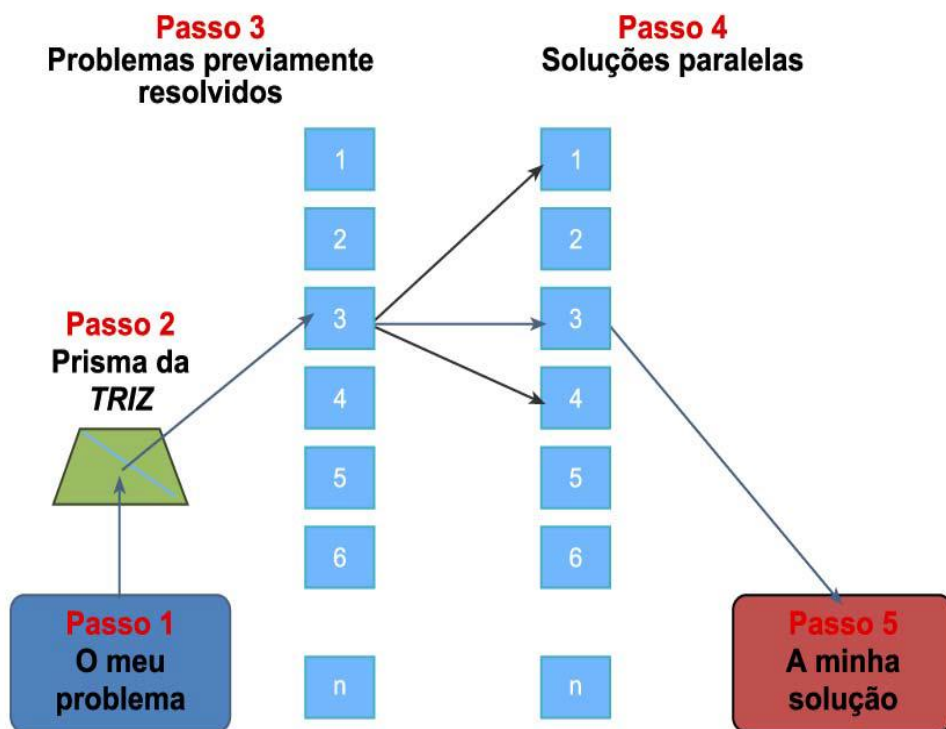 Passo 3
Problemas previamente
resolvidos
Passo 4
Soluções paralelas
1
2
3
4
5
6
n
1
2
3
4
5
6
n
Passo 2
Prisma da
TRIZ
Passo 1
O meu
problema
Passo 5
A minha
solução